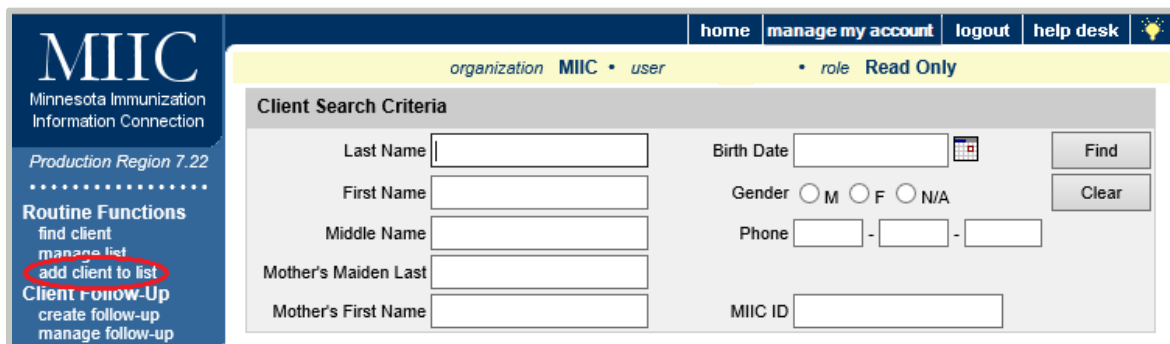 MIIC
Minnesota Immunization
Information Connection
Production Region 7.22
Routine Functions
find client
manage list
add client to list
Client Follow-Up
create follow-up
manage follow-up
home manage my account logout help desk
organization MIIC • user • role Read Only
Client Search Criteria
Last Name Birth Date Find
First Name Gender M F N/A Clear
Middle Name Phone - -
Mother's Maiden Last
Mother's First Name MIIC ID